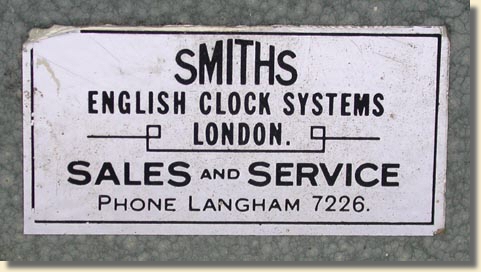 SMITHS
ENGLISH CLOCK SYSTEMS
LONDON.
SALES AND SERVICE
PHONE LANGHAM 7226.